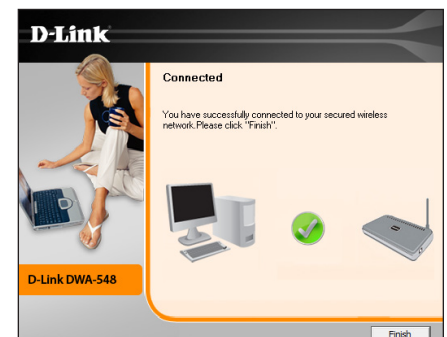 D-Link
Connected
You have successfully connected to your secured wireless
network.Please click "Finish".
D-Link DWA-548
Finish